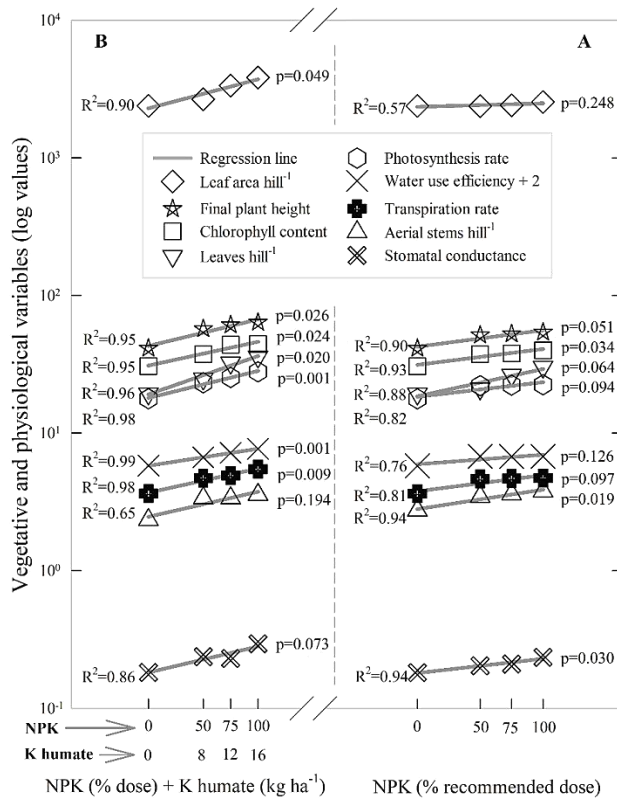 Vegetative and physiological variables (log values)
10⁴
10³
10²
10¹
10⁰
10⁻¹
B
A
R²=0.90
p=0.049
R²=0.57
p=0.248
Regression line
Leaf area hill⁻¹
Final plant height
Chlorophyll content
Leaves hill⁻¹
Photosynthesis rate
Water use efficiency + 2
Transpiration rate
Aerial stems hill⁻¹
Stomatal conductance
R²=0.95
R²=0.95
R²=0.96
R²=0.98
p=0.026
p=0.024
p=0.020
p=0.001
R²=0.90
R²=0.93
R²=0.88
R²=0.82
p=0.051
p=0.034
p=0.064
p=0.094
R²=0.99
R²=0.98
R²=0.65
p=0.001
p=0.009
p=0.194
R²=0.76
R²=0.81
R²=0.94
p=0.126
p=0.097
p=0.019
R²=0.86
p=0.073
R²=0.94
p=0.030
NPK 0 50 75 100
0 50 75 100
K humate 0 8 12 16
NPK (% dose) + K humate (kg ha⁻¹)
NPK (% recommended dose)